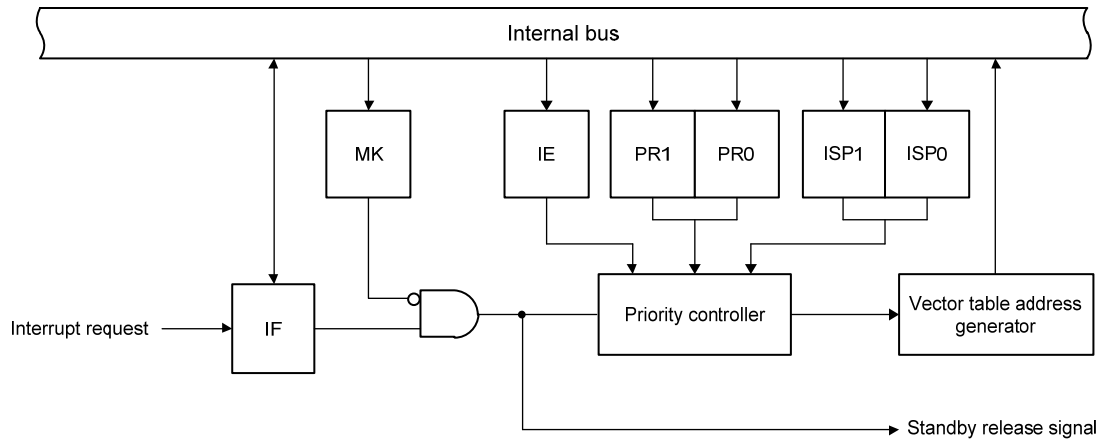 Internal bus
MK
IE
PR1
PR0
ISP1
ISP0
Interrupt request
IF
Priority controller
Vector table address
generator
Standby release signal